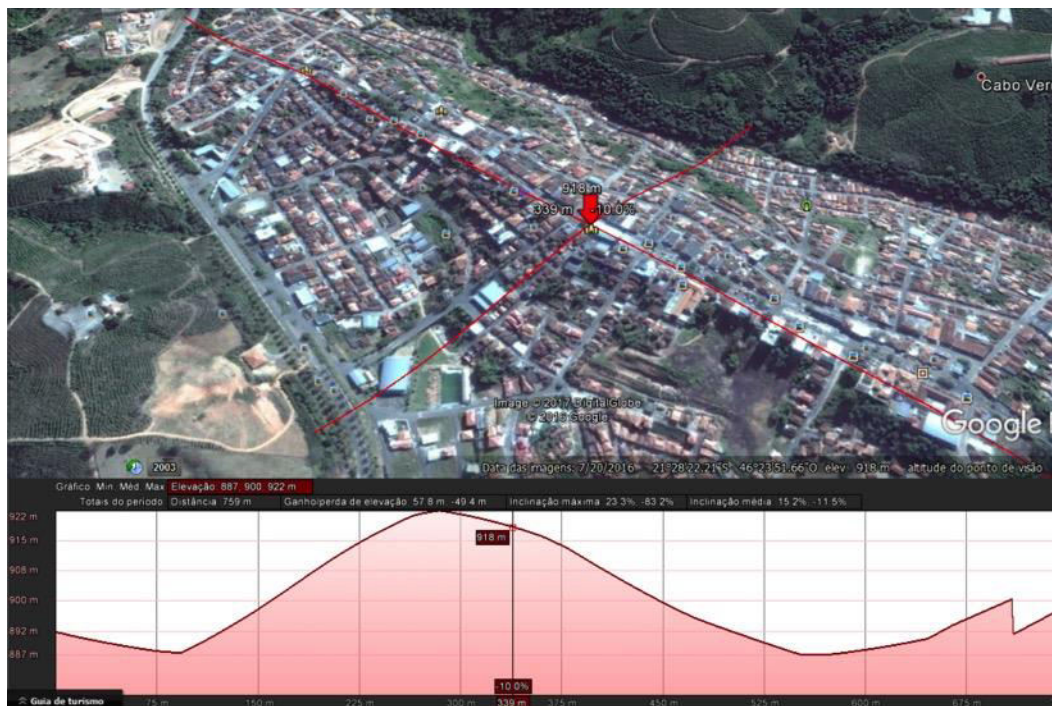 Cabo Ver
918 m
339 m -10.0%
Image © 2017 DigitalGlobe
© 2016 Google
Google
2003
Data das imagens: 7/20/2016 21°28'22.21"S 46°23'51.66"O elev 918 m altitude do ponto de visão
Gráfico Min. Méd. Max Elevação: 887, 900, 922 m
Totais do período Distância: 759 m Ganho/perda de elevação: 57.8 m, -49.4 m Inclinação máxima: 23.3%, -83.2% Inclinação média: 15.2%, -11.5%
922 m
915 m
918 m
908 m
900 m
892 m
887 m
-10.0%
Guia de turismo 75 m 150 m 225 m 300 m 339 m 375 m 450 m 525 m 600 m 675 m